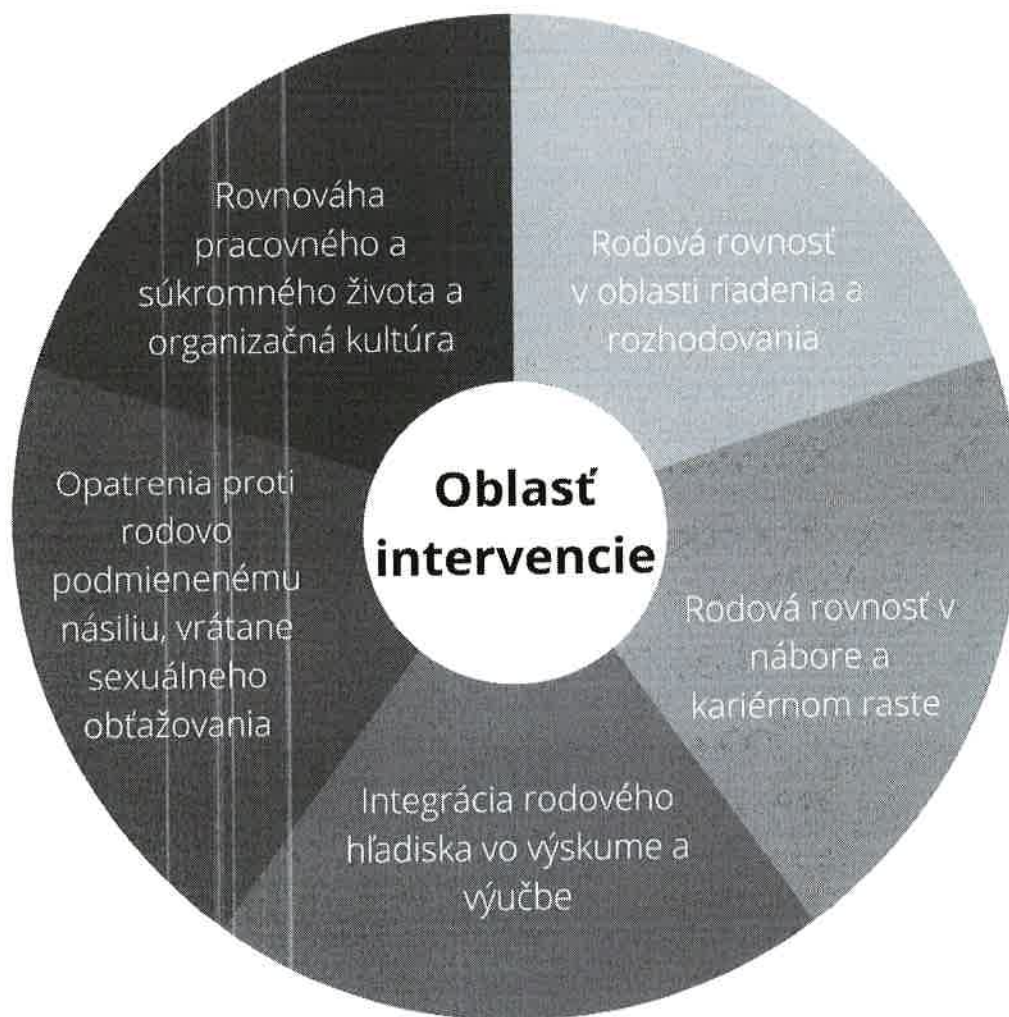 Oblasť
intervencie
Rodová rovnosť
v oblasti riadenia a
rozhodovania
Rodová rovnosť v
nábore a
kariérnom raste
Integrácia rodového
hľadiska vo výskume a
výučbe
Opatrenia proti
rodovo
podmienenému
násiliu, vrátane
sexuálneho
obťažovania
Rovnováha
pracovného a
súkromného života a
organizačná kultúra